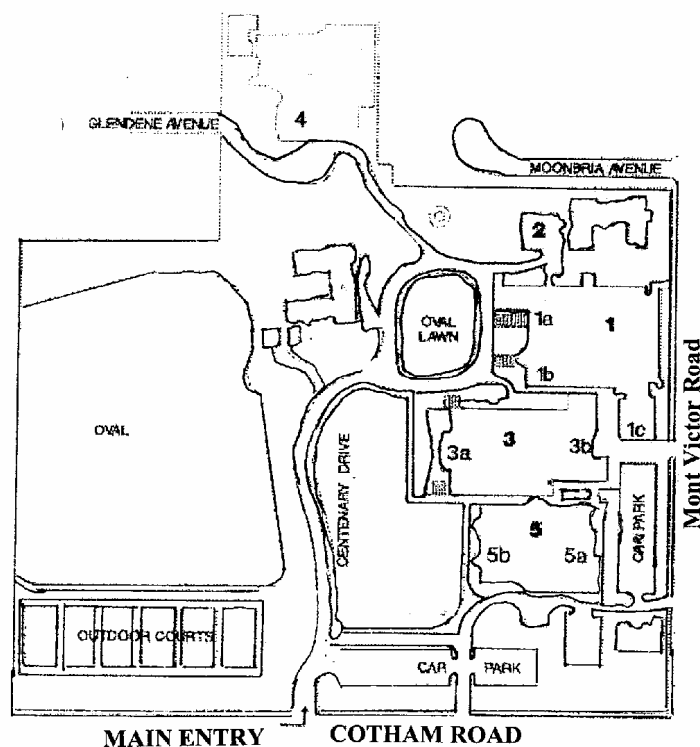 4
GLENDENE AVENUE
MOONBRIA AVENUE
2
1a
1
OVAL
LAWN
1b
Mont Victor Road
1c
OVAL
3a
3
3b
CENTENARY DRIVE
CAR PARK
5b
5a
OUTDOOR COURTS
CAR PARK
MAIN ENTRY
COTHAM ROAD